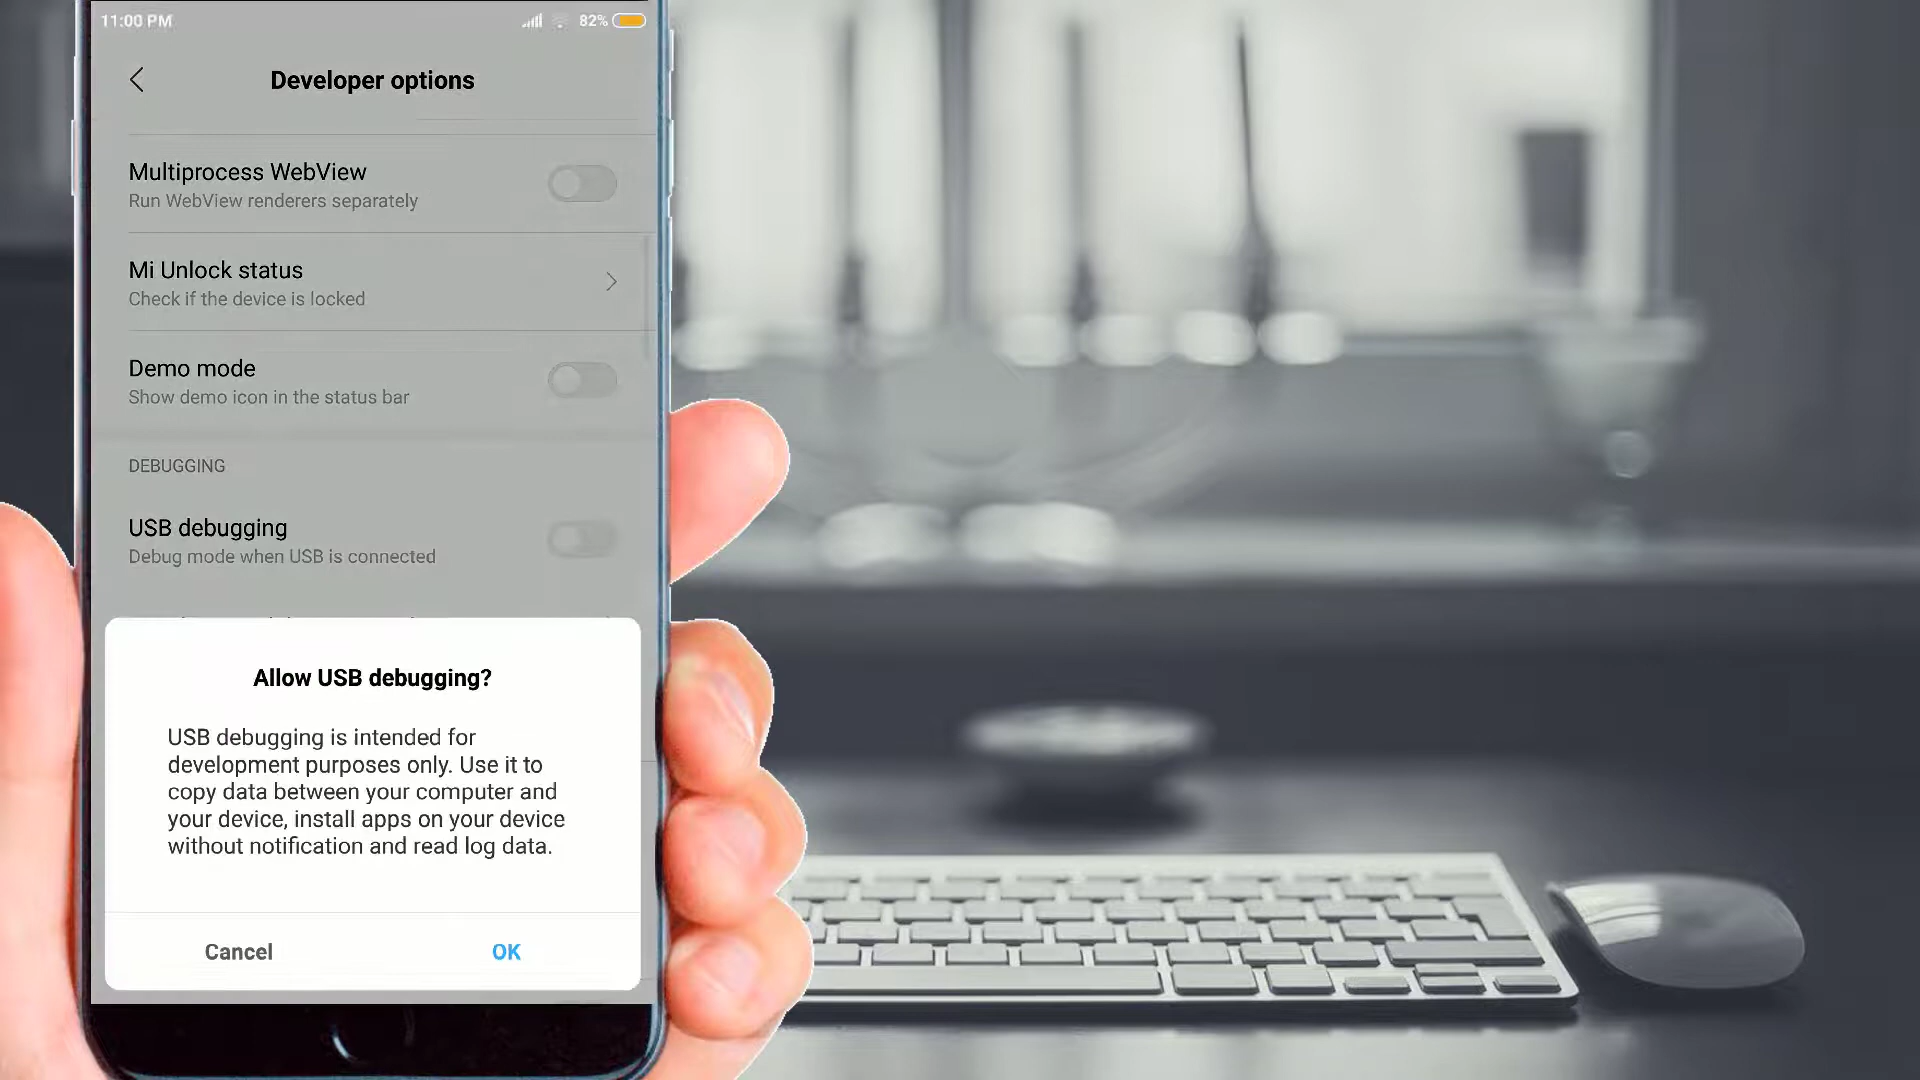 11:00 PM
82%
Developer options
Multiprocess WebView
Run WebView renderers separately
Mi Unlock status
Check if the device is locked
Demo mode
Show demo icon in the status bar
DEBUGGING
USB debugging
Debug mode when USB is connected
Allow USB debugging?
USB debugging is intended for
development purposes only. Use it to
copy data between your computer and
your device, install apps on your device
without notification and read log data.
Cancel
OK